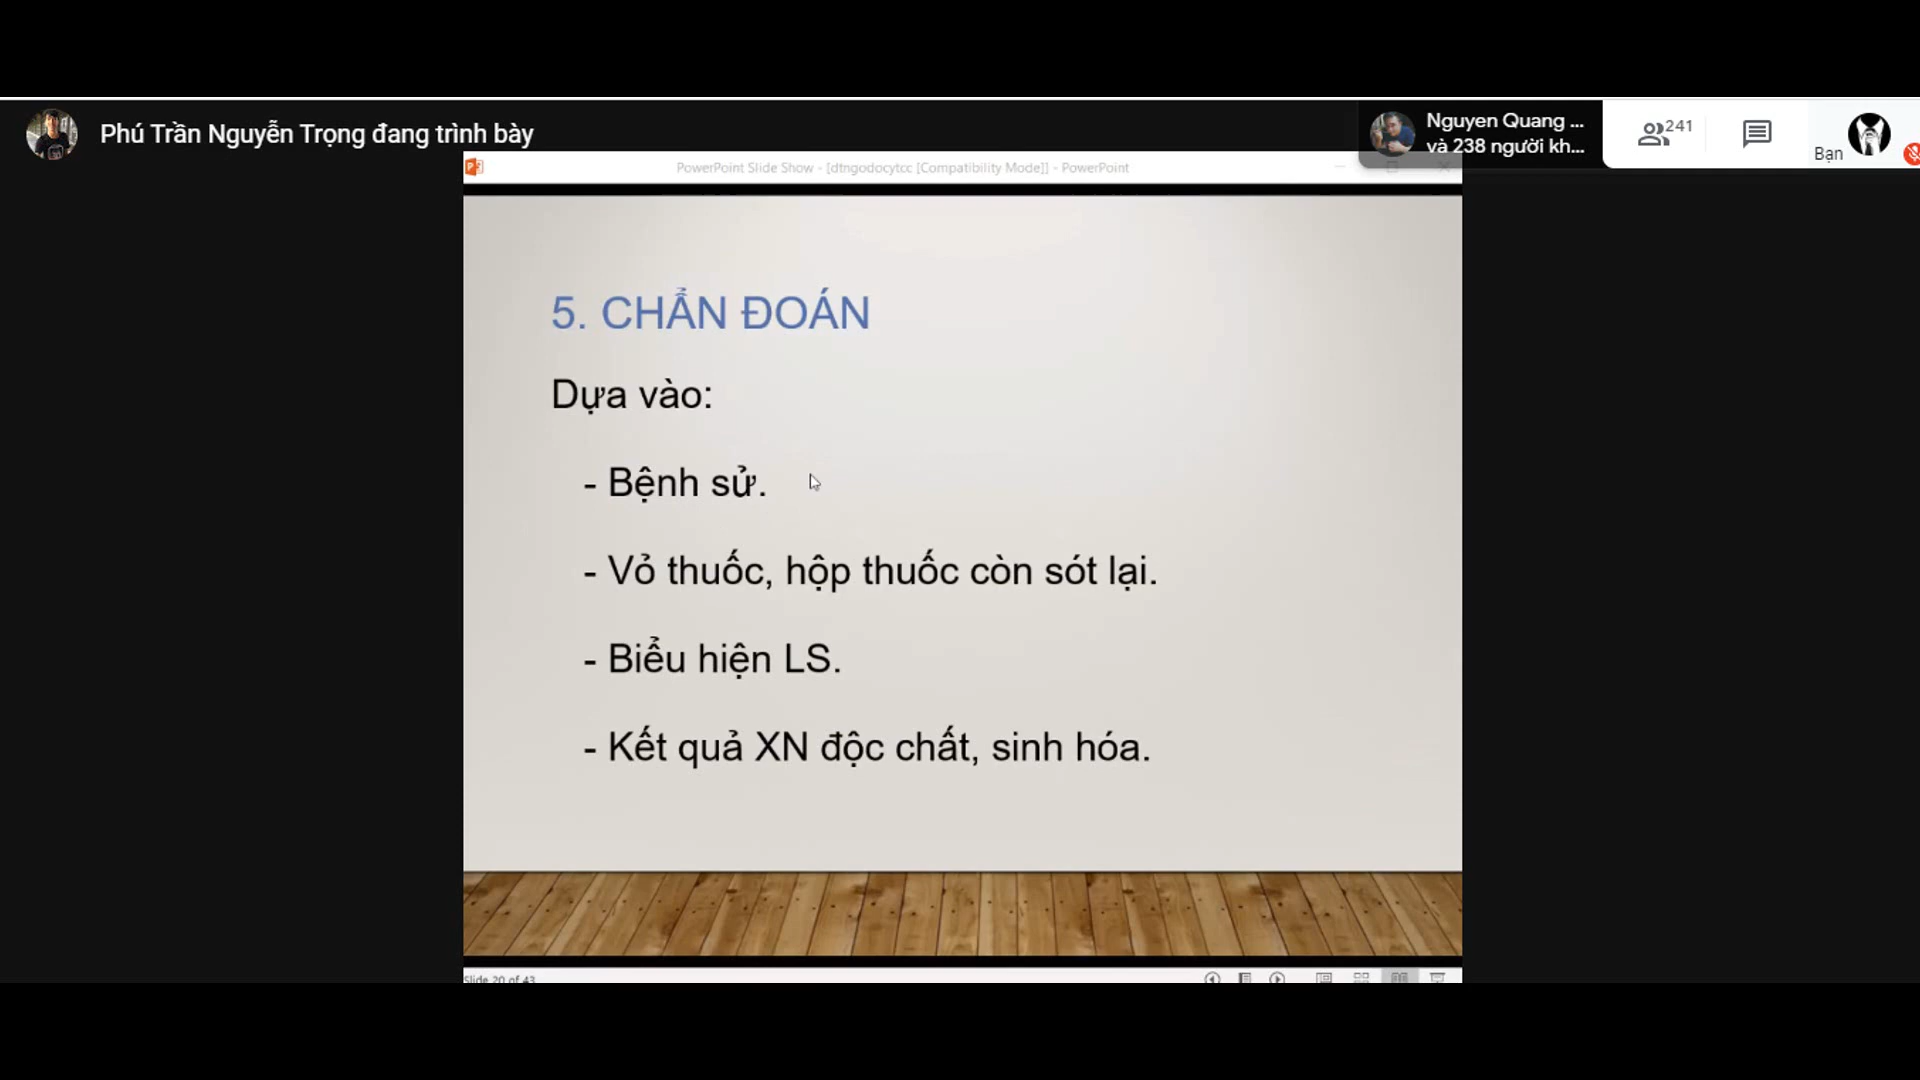 Phú Trần Nguyễn Trọng đang trình bày
Nguyen Quang ...
và 238 người kh...
241
Bạn
PowerPoint Slide Show - [dtngodocytcc [Compatibility Mode]] - PowerPoint
5. CHẨN ĐOÁN
Dựa vào:
- Bệnh sử.
- Vỏ thuốc, hộp thuốc còn sót lại.
- Biểu hiện LS.
- Kết quả XN độc chất, sinh hóa.
Slide 20 of 43